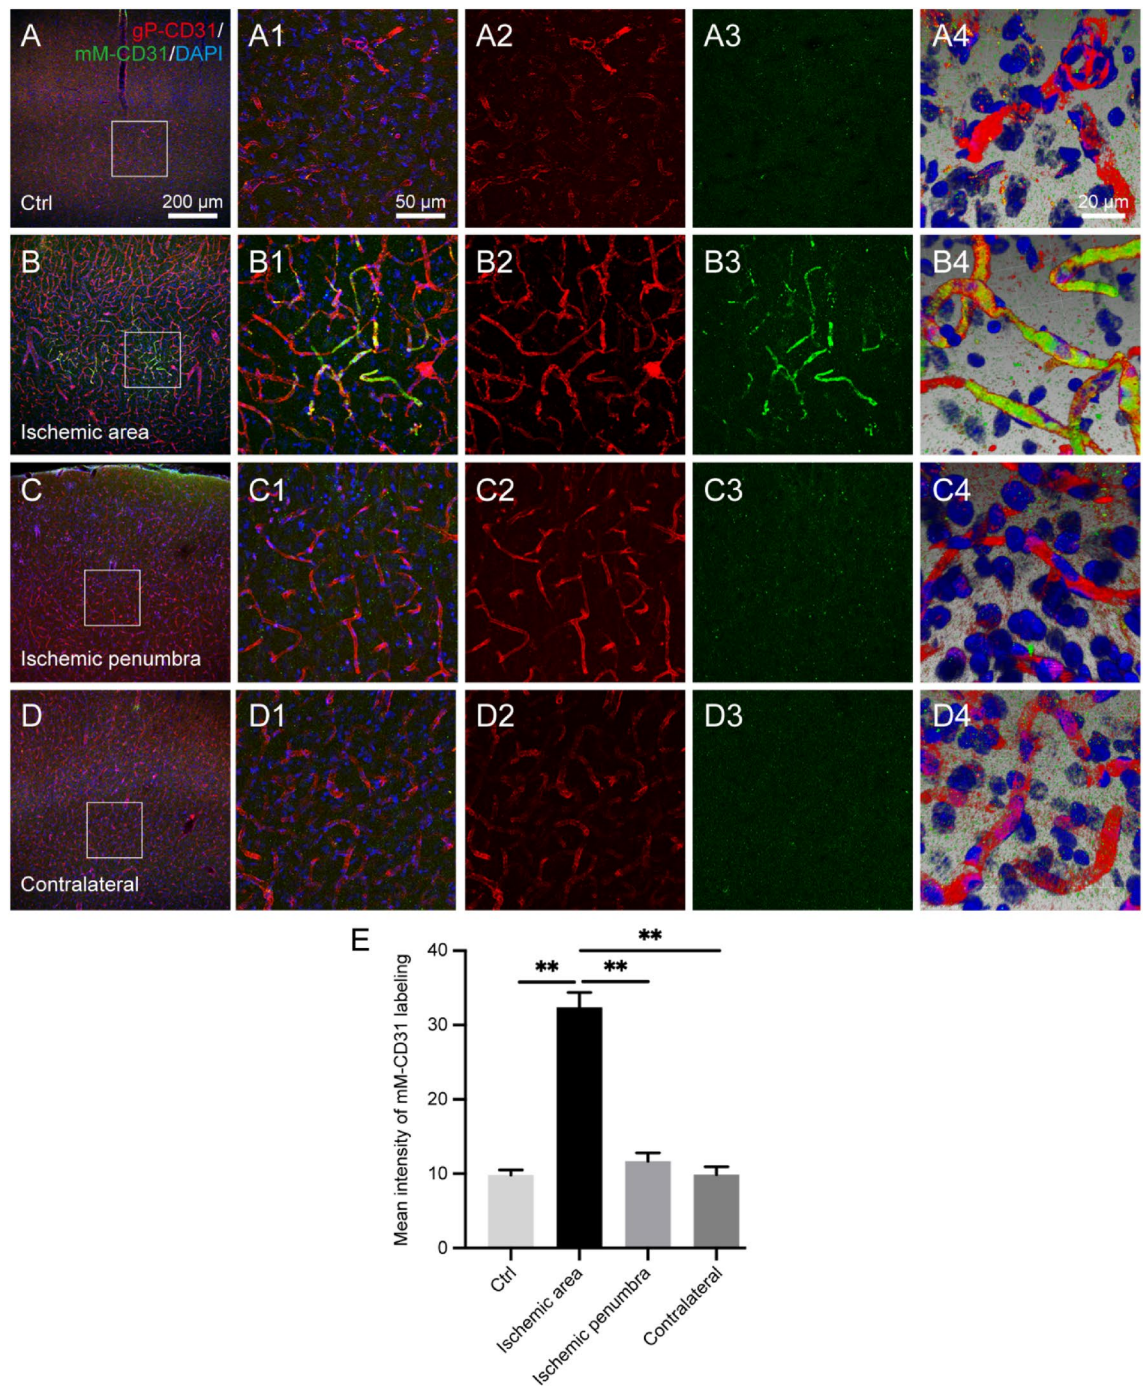 A
gP-CD31/
mM-CD31/DAPI
Ctrl
200 µm
A1
50 µm
A2
A3
A4
20 µm
B
Ischemic area
B1
B2
B3
B4
C
Ischemic penumbra
C1
C2
C3
C4
D
Contralateral
D1
D2
D3
D4
E
Mean intensity of mM-CD31 labeling
40
30
20
10
0
**
**
**
Ctrl
Ischemic area
Ischemic penumbra
Contralateral